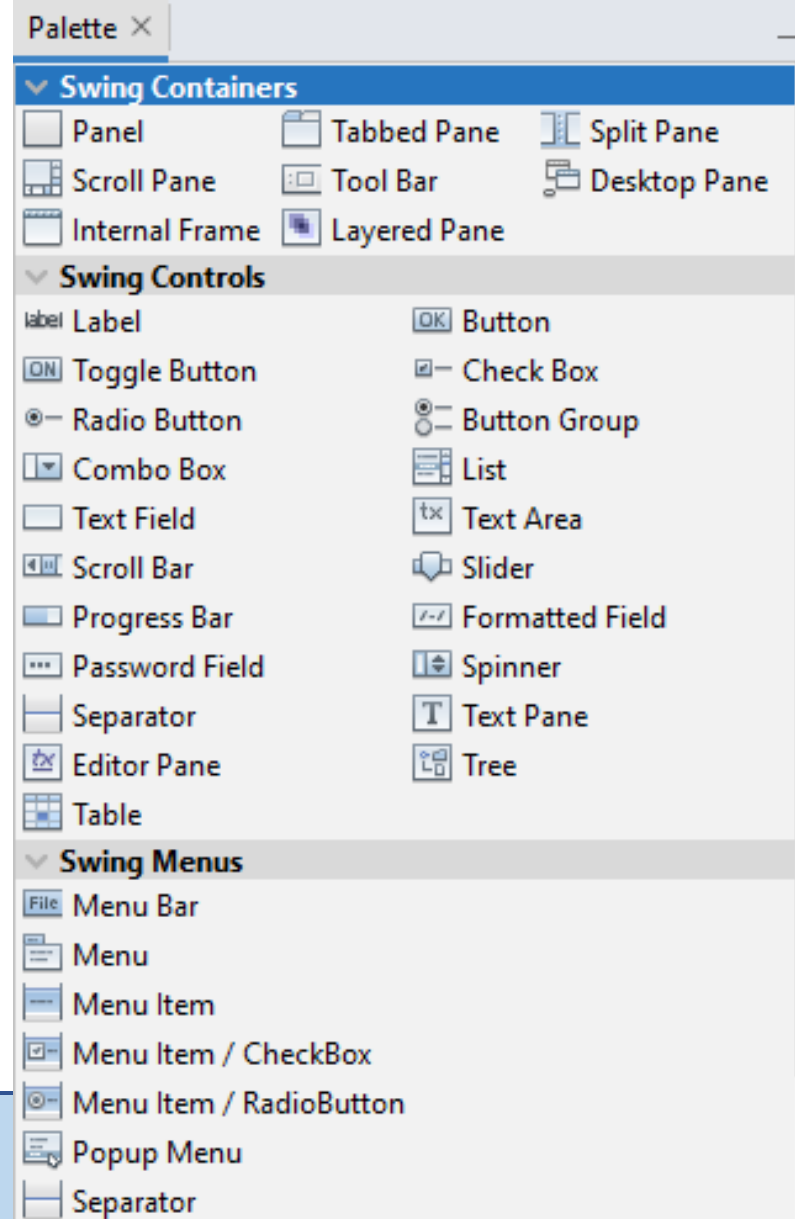 Palette
Swing Containers
Panel Tabbed Pane Split Pane
Scroll Pane Tool Bar Desktop Pane
Internal Frame Layered Pane
Swing Controls
label Label OK Button
ON Toggle Button Check Box
Radio Button Button Group
Combo Box List
Text Field tx Text Area
Scroll Bar Slider
Progress Bar Formatted Field
Password Field Spinner
Separator T Text Pane
tx Editor Pane Tree
Table
Swing Menus
File Menu Bar
Menu
Menu Item
Menu Item / CheckBox
Menu Item / RadioButton
Popup Menu
Separator